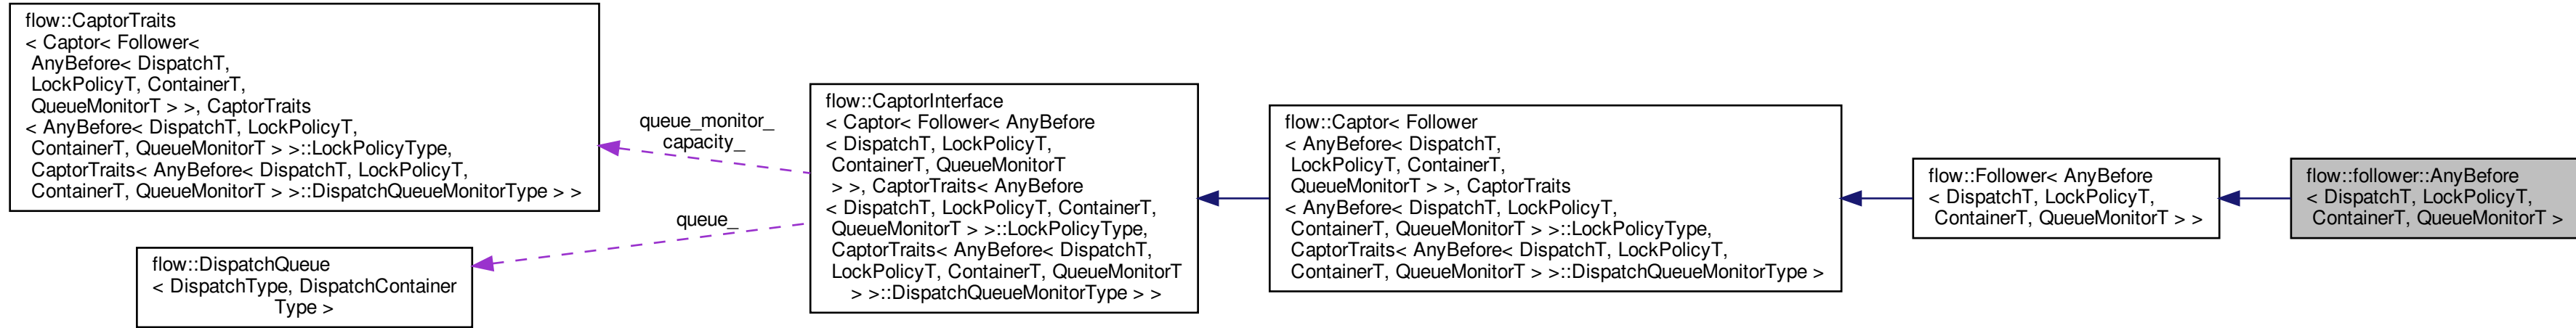 flow::CaptorTraits
< Captor< Follower<
AnyBefore< DispatchT,
LockPolicyT, ContainerT,
QueueMonitorT > >, CaptorTraits
< AnyBefore< DispatchT, LockPolicyT,
ContainerT, QueueMonitorT > >::LockPolicyType,
CaptorTraits< AnyBefore< DispatchT, LockPolicyT,
ContainerT, QueueMonitorT > >::DispatchQueueMonitorType > >
flow::DispatchQueue
< DispatchType, DispatchContainer
Type >
queue_monitor_
capacity_
queue_
flow::CaptorInterface
< Captor< Follower< AnyBefore
< DispatchT, LockPolicyT,
ContainerT, QueueMonitorT
> >, CaptorTraits< AnyBefore
< DispatchT, LockPolicyT, ContainerT,
QueueMonitorT > >::LockPolicyType,
CaptorTraits< AnyBefore< DispatchT,
LockPolicyT, ContainerT, QueueMonitorT
> >::DispatchQueueMonitorType > >
flow::Captor< Follower
< AnyBefore< DispatchT,
LockPolicyT, ContainerT,
QueueMonitorT > >, CaptorTraits
< AnyBefore< DispatchT, LockPolicyT,
ContainerT, QueueMonitorT > >::LockPolicyType,
CaptorTraits< AnyBefore< DispatchT, LockPolicyT,
ContainerT, QueueMonitorT > >::DispatchQueueMonitorType >
flow::Follower< AnyBefore
< DispatchT, LockPolicyT,
ContainerT, QueueMonitorT > >
flow::follower::AnyBefore
< DispatchT, LockPolicyT,
ContainerT, QueueMonitorT >